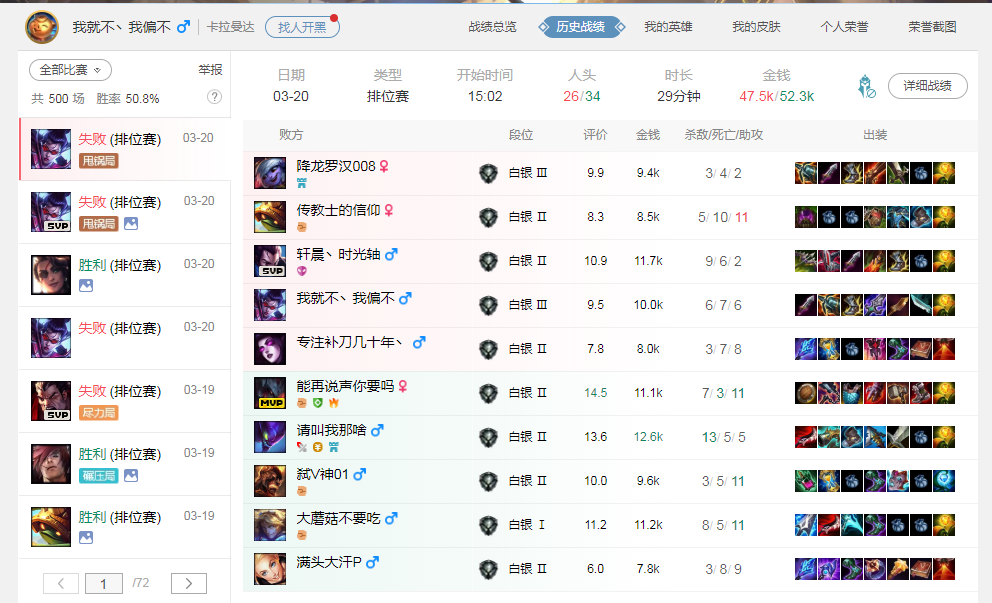 我就不丶我偏不 卡拉曼达 找人开黑 战绩总览 历史战绩 我的英雄 我的皮肤 个人荣誉 荣誉截图
全部比赛 举报
共 500 场 胜率 50.8% ?
失败 (排位赛) 03-20
甩锅局
失败 (排位赛) 03-20
SVP 甩锅局
胜利 (排位赛) 03-20
失败 (排位赛) 03-20
失败 (排位赛) 03-19
SVP 尽力局
胜利 (排位赛) 03-19
碾压局
胜利 (排位赛) 03-19
1 /72
日期 类型 开始时间 人头 时长 金钱
03-20 排位赛 15:02 26/34 29分钟 47.5k/52.3k 详细战绩
败方 段位 评价 金钱 杀敌/死亡/助攻 出装
降龙罗汉008 白银 III 9.9 9.4k 3/ 4/ 2
传教士的信仰 白银 II 8.3 8.5k 5/ 10/ 11
轩晨丶时光轴 SVP 白银 II 10.9 11.7k 9/ 6/ 2
我就不丶我偏不 白银 III 9.5 10.0k 6/ 7/ 6
专注补刀几十年丶 白银 II 7.8 8.0k 3/ 7/ 8
能再说声你要吗 MVP 白银 II 14.5 11.1k 7/ 3/ 11
请叫我那啥 白银 II 13.6 12.6k 13/ 5/ 5
弑V神01 白银 II 10.0 9.6k 3/ 5/ 11
大蘑菇不要吃 白银 I 11.2 11.2k 8/ 5/ 11
满头大汗P 白银 II 6.0 7.8k 3/ 8/ 9